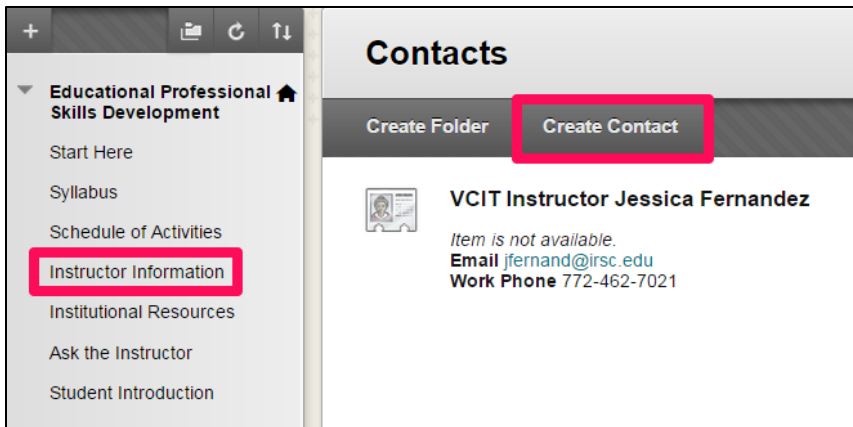 Educational Professional
Skills Development
Start Here
Syllabus
Schedule of Activities
Instructor Information
Institutional Resources
Ask the Instructor
Student Introduction
Contacts
Create Folder Create Contact
VCIT Instructor Jessica Fernandez
Item is not available.
Email jfernand@irsc.edu
Work Phone 772-462-7021